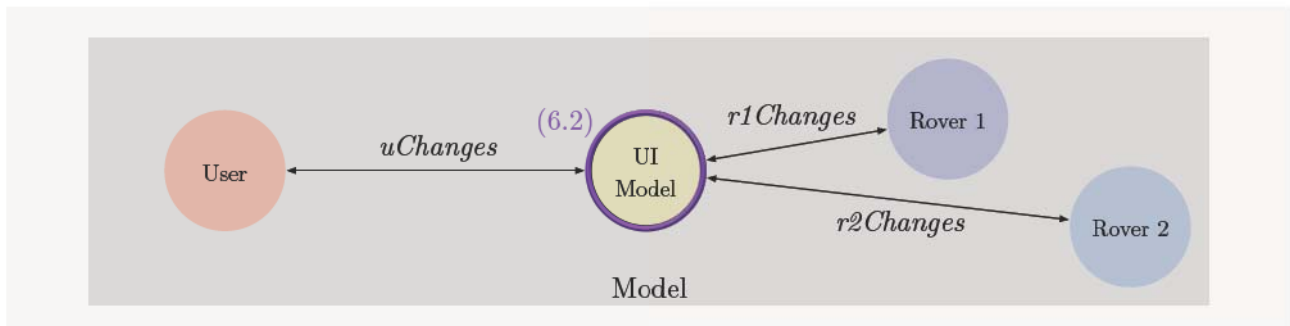 (6.2)
uChanges
r1Changes
Rover 1
User
UI
Model
r2Changes
Rover 2
Model